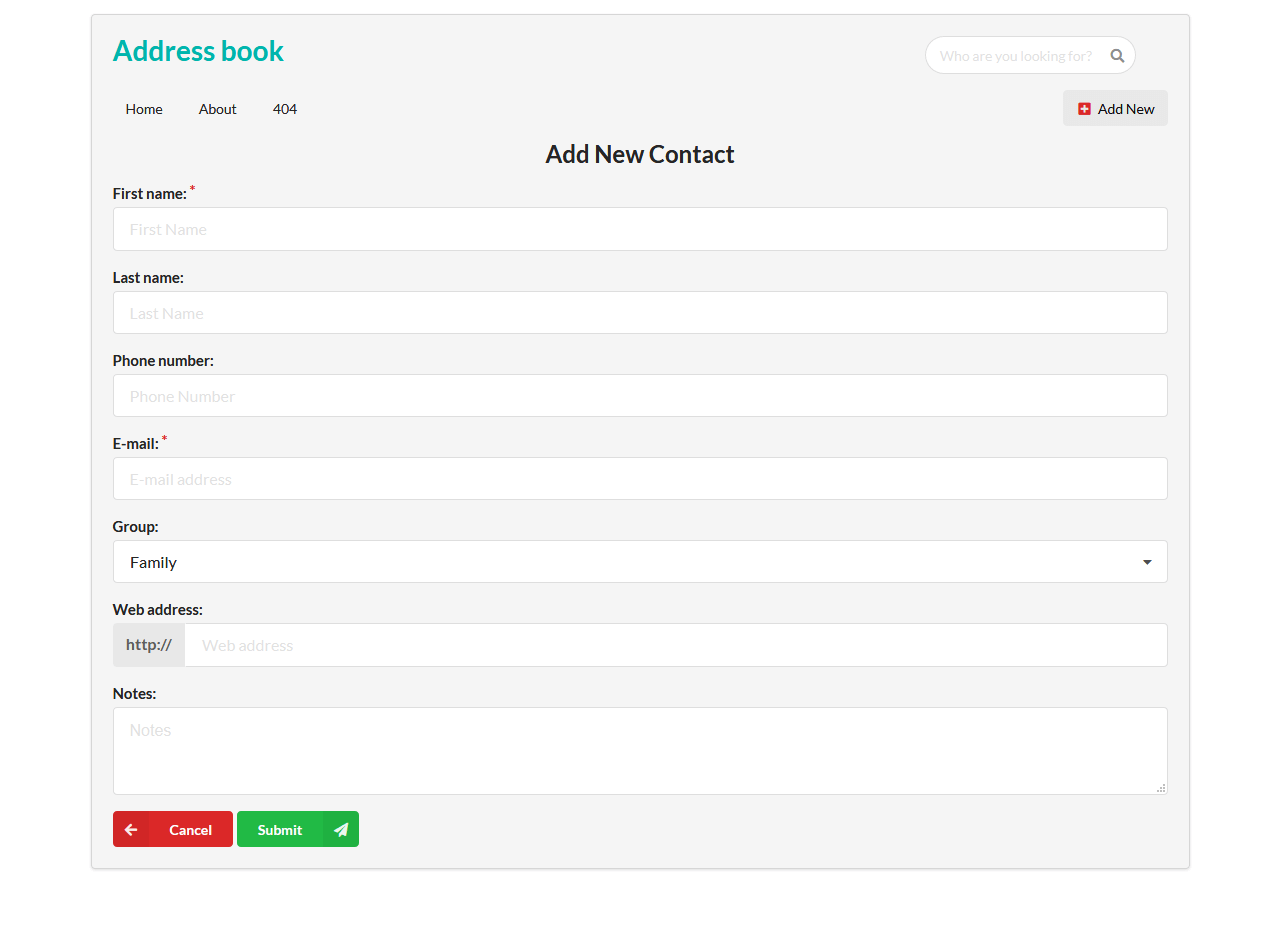 Address book
Who are you looking for?
Home About 404 Add New
Add New Contact
First name: *
First Name
Last name:
Last Name
Phone number:
Phone Number
E-mail: *
E-mail address
Group:
Family
Web address:
http:// Web address
Notes:
Notes
Cancel Submit